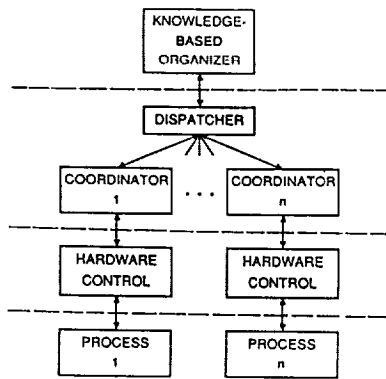 KNOWLEDGE-
BASED
ORGANIZER
DISPATCHER
COORDINATOR
1
. . .
COORDINATOR
n
HARDWARE
CONTROL
HARDWARE
CONTROL
PROCESS
1
PROCESS
n